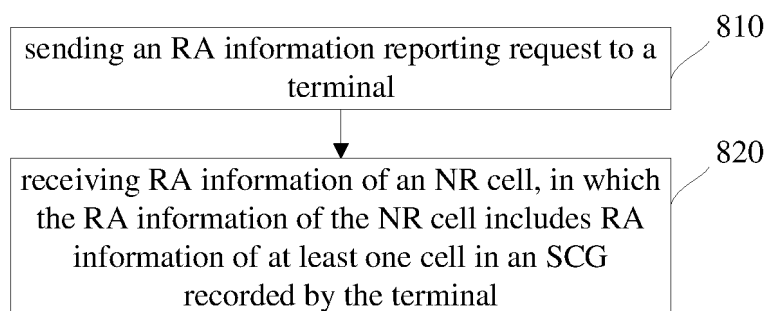 810
sending an RA information reporting request to a
terminal
820
receiving RA information of an NR cell, in which
the RA information of the NR cell includes RA
information of at least one cell in an SCG
recorded by the terminal